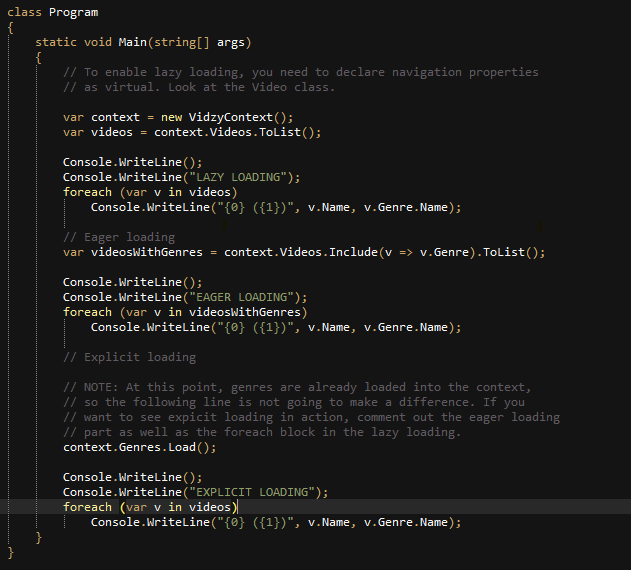 class Program
{
    static void Main(string[] args)
    {
        // To enable lazy loading, you need to declare navigation properties
        // as virtual. Look at the Video class.

        var context = new VidzyContext();
        var videos = context.Videos.ToList();

        Console.WriteLine();
        Console.WriteLine("LAZY LOADING");
        foreach (var v in videos)
            Console.WriteLine("{0} ({1})", v.Name, v.Genre.Name);

        // Eager loading
        var videosWithGenres = context.Videos.Include(v => v.Genre).ToList();

        Console.WriteLine();
        Console.WriteLine("EAGER LOADING");
        foreach (var v in videosWithGenres)
            Console.WriteLine("{0} ({1})", v.Name, v.Genre.Name);

        // Explicit loading

        // NOTE: At this point, genres are already loaded into the context,
        // so the following line is not going to make a difference. If you
        // want to see expicit loading in action, comment out the eager loading
        // part as well as the foreach block in the lazy loading.
        context.Genres.Load();

        Console.WriteLine();
        Console.WriteLine("EXPLICIT LOADING");
        foreach (var v in videos)
            Console.WriteLine("{0} ({1})", v.Name, v.Genre.Name);
    }
}